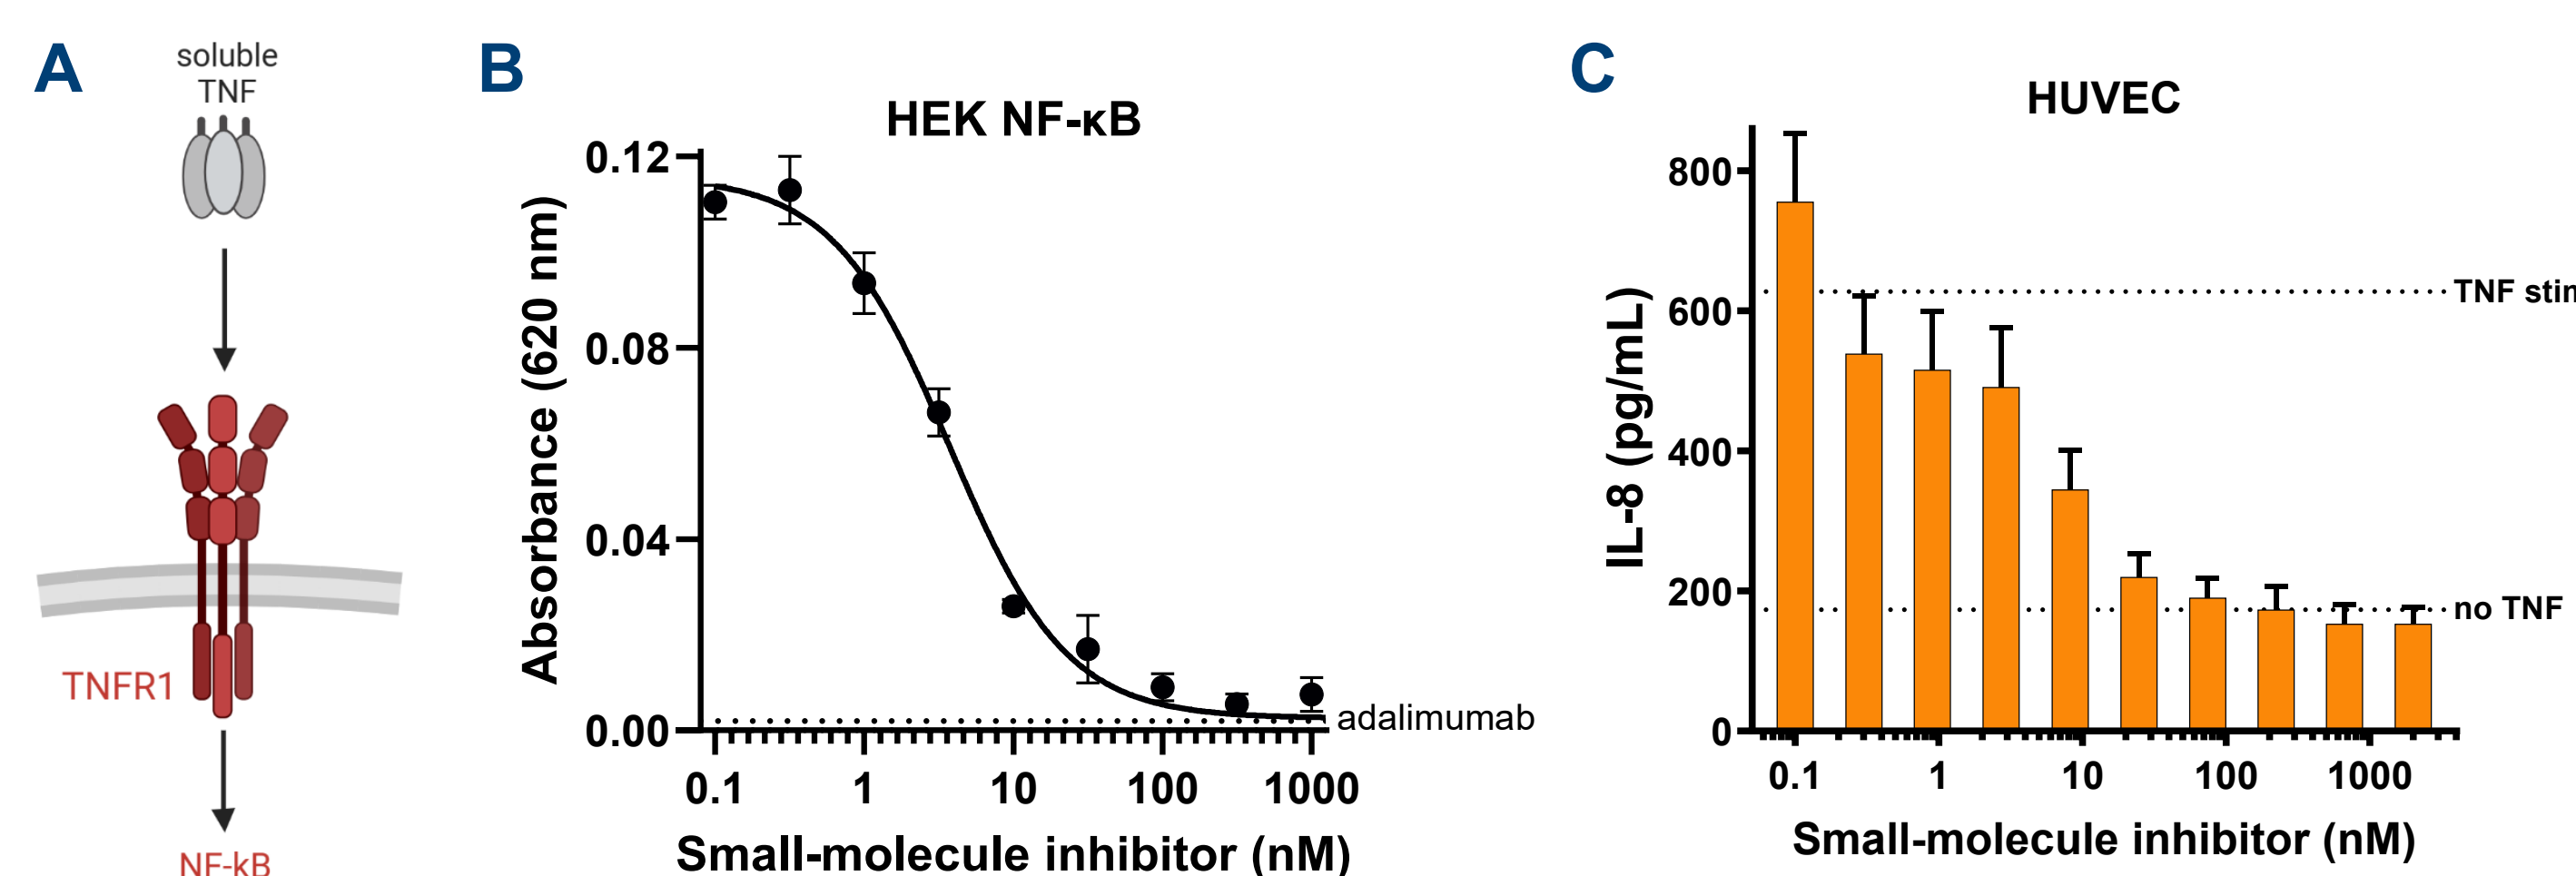 A
soluble
TNF
TNFR1
NF-kB
B
HEK NF-κB
Absorbance (620 nm)
0.12
0.08
0.04
0.00
adalimumab
0.1 1 10 100 1000
Small-molecule inhibitor (nM)
C
HUVEC
IL-8 (pg/mL)
800
600
400
200
0
TNF stim
no TNF
0.1 1 10 100 1000
Small-molecule inhibitor (nM)